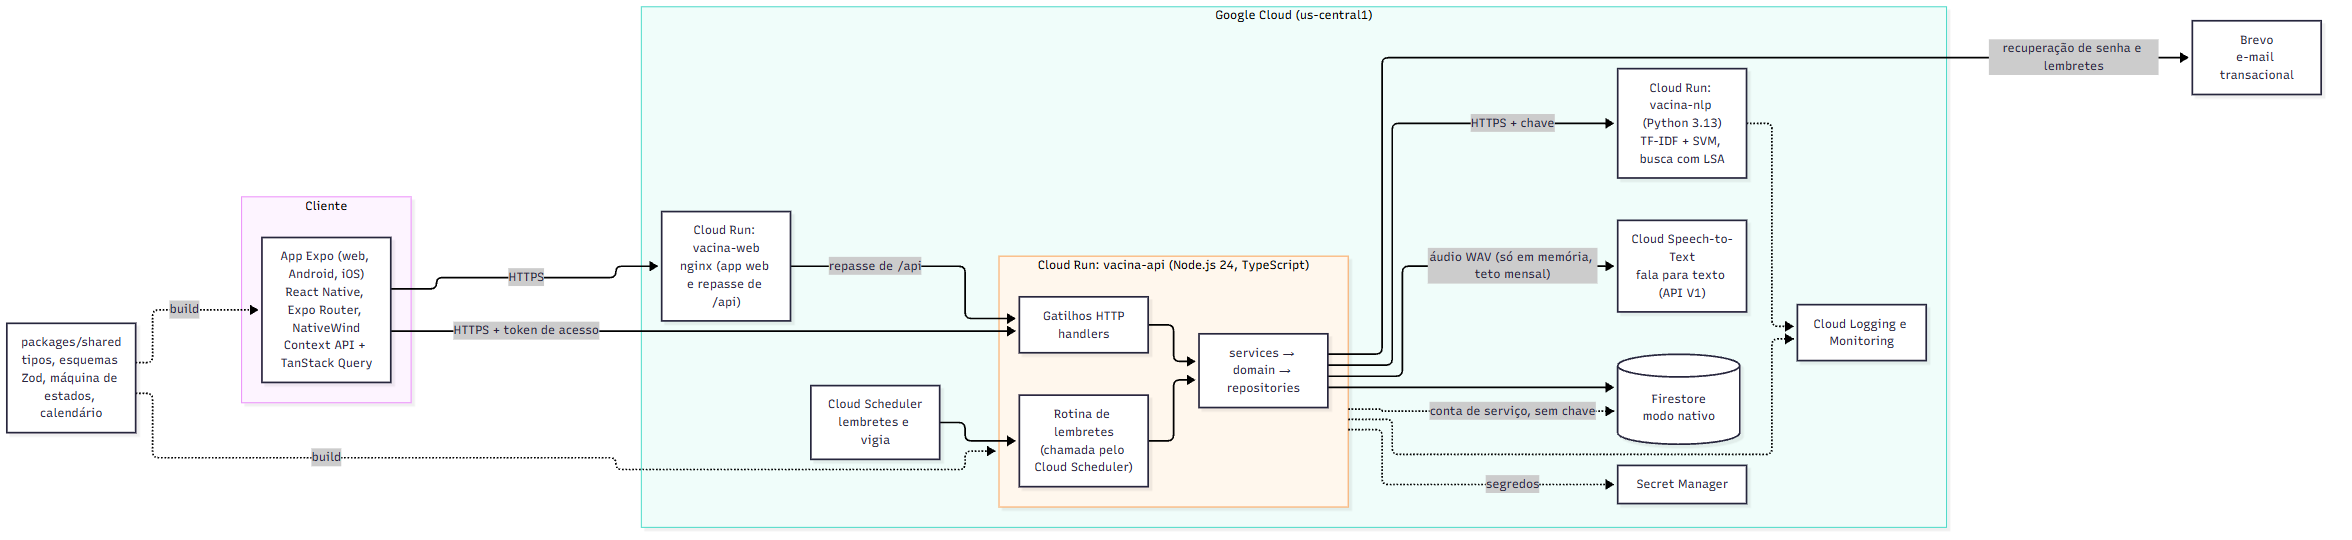 Google Cloud (us-central1)
recuperação de senha e
lembretes
Brevo
e-mail
transacional
Cloud Run:
vacina-nlp
(Python 3.13)
TF-IDF + SVM,
busca com LSA
HTTPS + chave
Cliente
App Expo (web,
Android, iOS)
React Native,
Expo Router,
NativeWind
Context API +
TanStack Query
HTTPS
Cloud Run:
vacina-web
nginx (app web
e repasse de
/api)
repasse de /api
HTTPS + token de acesso
áudio WAV (só em memória,
teto mensal)
Cloud Speech-to-
Text
fala para texto
(API V1)
build
packages/shared
tipos, esquemas
Zod, máquina de
estados,
calendário
build
Cloud Run: vacina-api (Node.js 24, TypeScript)
Gatilhos HTTP
handlers
services →
domain →
repositories
Cloud Scheduler
lembretes e
vigia
Rotina de
lembretes
(chamada pelo
Cloud Scheduler)
Cloud Logging e
Monitoring
Firestore
modo nativo
conta de serviço, sem chave
segredos
Secret Manager